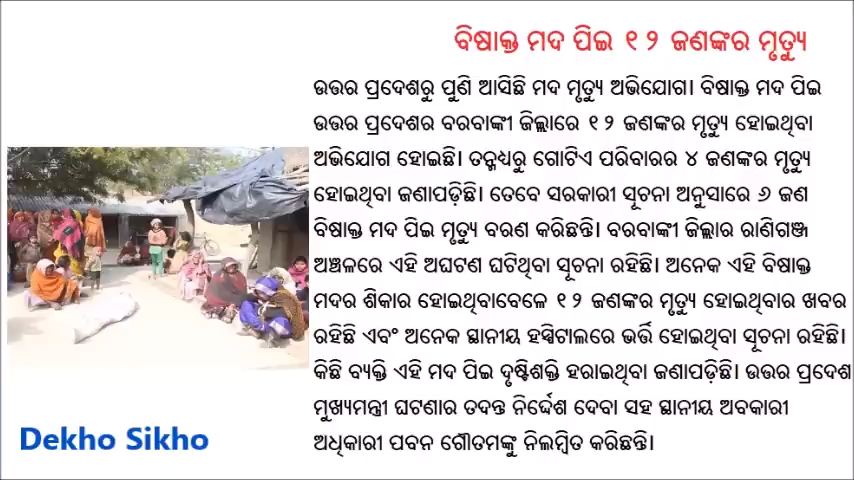 ବିଷାକ୍ତ ମଦ ପିଇ ୧୨ ଜଣଙ୍କର ମୃତ୍ୟୁ
ଉତ୍ତର ପ୍ରଦେଶରୁ ପୁଣି ଆସିଛି ମଦ ମୃତ୍ୟୁ ଅଭିଯୋଗ। ବିଷାକ୍ତ ମଦ ପିଇ
ଉତ୍ତର ପ୍ରଦେଶର ବରବାଙ୍କୀ ଜିଲ୍ଲାରେ ୧୨ ଜଣଙ୍କର ମୃତ୍ୟୁ ହୋଇଥିବା
ଅଭିଯୋଗ ହୋଇଛି। ତନ୍ମଧ୍ୟରୁ ଗୋଟିଏ ପରିବାରର ୪ ଜଣଙ୍କର ମୃତ୍ୟୁ
ହୋଇଥିବା ଜଣାପଡ଼ିଛି। ତେବେ ସରକାରୀ ସୂଚନା ଅନୁସାରେ ୬ ଜଣ
ବିଷାକ୍ତ ମଦ ପିଇ ମୃତ୍ୟୁ ବରଣ କରିଛନ୍ତି। ବରବାଙ୍କୀ ଜିଲ୍ଲାର ରାଣିଗଞ୍ଜ
ଅଞ୍ଚଳରେ ଏହି ଅଘଟଣ ଘଟିଥିବା ସୂଚନା ରହିଛି। ଅନେକ ଏହି ବିଷାକ୍ତ
ମଦର ଶିକାର ହୋଇଥିବାବେଳେ ୧୨ ଜଣଙ୍କର ମୃତ୍ୟୁ ହୋଇଥିବାର ଖବର
ରହିଛି ଏବଂ ଅନେକ ସ୍ଥାନୀୟ ହସ୍ପିଟାଲରେ ଭର୍ତ୍ତି ହୋଇଥିବା ସୂଚନା ରହିଛି।
କିଛି ବ୍ୟକ୍ତି ଏହି ମଦ ପିଇ ଦୃଷ୍ଟିଶକ୍ତି ହରାଇଥିବା ଜଣାପଡ଼ିଛି। ଉତ୍ତର ପ୍ରଦେଶ
ମୁଖ୍ୟମନ୍ତ୍ରୀ ଘଟଣାର ତଦନ୍ତ ନିର୍ଦ୍ଦେଶ ଦେବା ସହ ସ୍ଥାନୀୟ ଅବକାରୀ
ଅଧିକାରୀ ପବନ ଗୌତମଙ୍କୁ ନିଲମ୍ବିତ କରିଛନ୍ତି।
Dekho Sikho